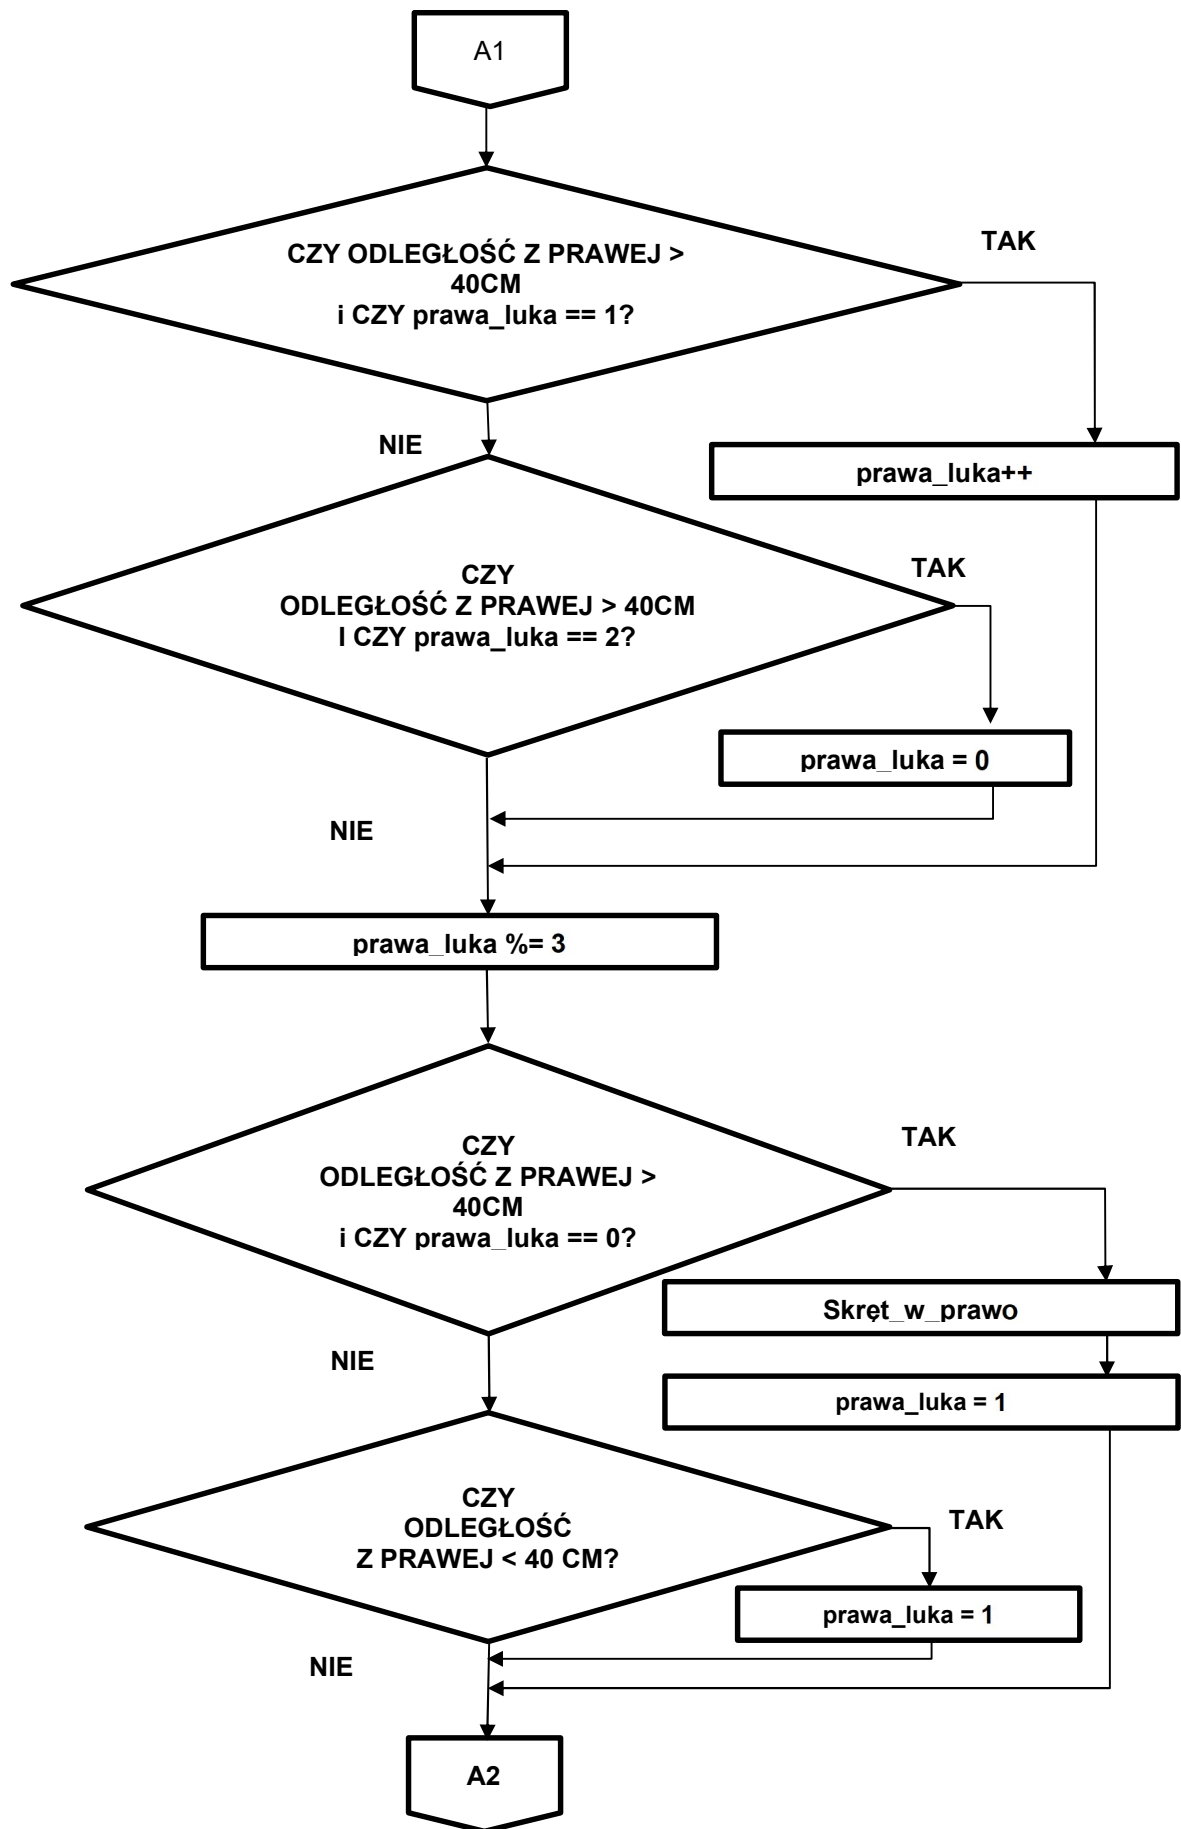 A1
CZY ODLEGŁOŚĆ Z PRAWEJ >
40CM
i CZY prawa_luka == 1?
TAK
NIE
prawa_luka++
CZY
ODLEGŁOŚĆ Z PRAWEJ > 40CM
I CZY prawa_luka == 2?
TAK
prawa_luka = 0
NIE
prawa_luka %= 3
CZY
ODLEGŁOŚĆ Z PRAWEJ >
40CM
i CZY prawa_luka == 0?
TAK
Skręt_w_prawo
NIE
prawa_luka = 1
CZY
ODLEGŁOŚĆ
Z PRAWEJ < 40 CM?
TAK
prawa_luka = 1
NIE
A2